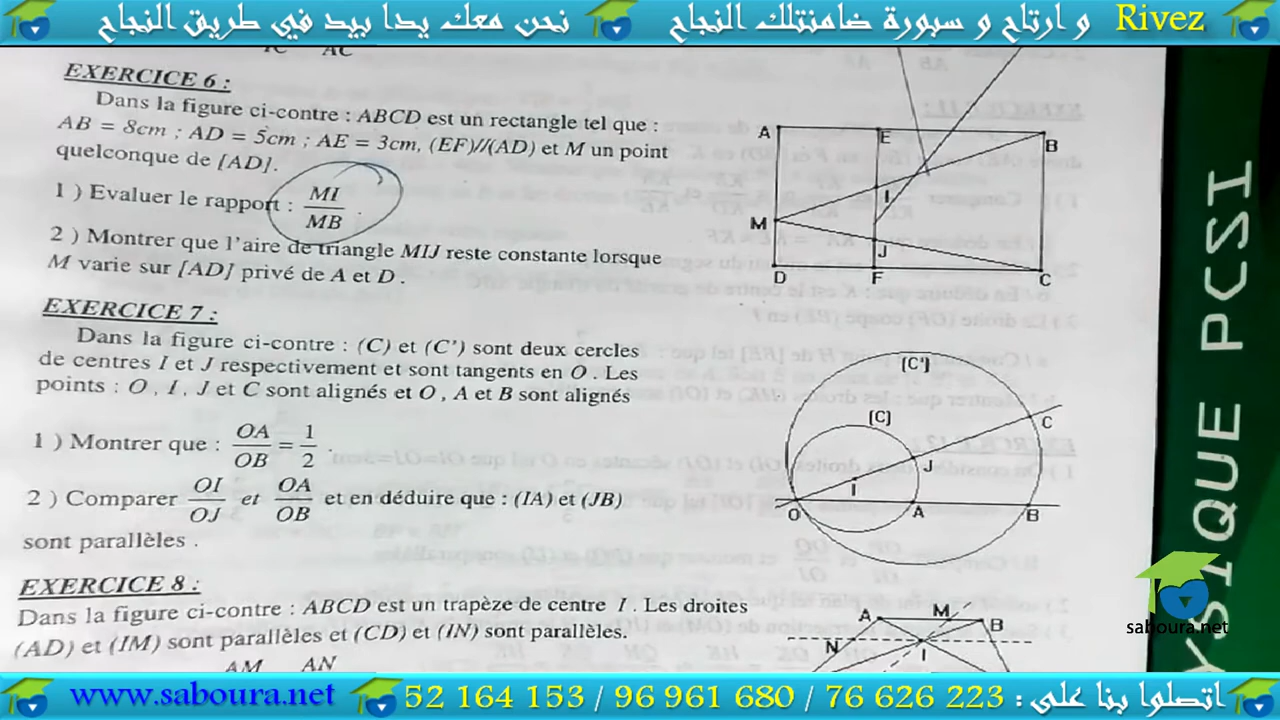 نحن معك يدا بيد في طريق النجاح و ارتاح و سبورة ضامنتلك النجاح Rivez
IC AC
EXERCICE 6 :
Dans la figure ci-contre : ABCD est un rectangle tel que :
AB = 8cm ; AD = 5cm ; AE = 3cm, (EF)//(AD) et M un point
quelconque de [AD].
1 ) Evaluer le rapport : MI / MB .
2 ) Montrer que l'aire de triangle MIJ reste constante lorsque
M varie sur [AD] privé de A et D .
A E B
M I
J
D F C
EXERCICE 7 :
Dans la figure ci-contre : (C) et (C') sont deux cercles
de centres I et J respectivement et sont tangents en O . Les
points : O , I , J et C sont alignés et O , A et B sont alignés
1 ) Montrer que : OA / OB = 1 / 2 .
2 ) Comparer OI / OJ et OA / OB et en déduire que : (IA) et (JB)
sont parallèles .
(C')
(C)
C
J
I
O A B
EXERCICE 8 :
Dans la figure ci-contre : ABCD est un trapèze de centre I . Les droites
(AD) et (IM) sont parallèles et (CD) et (IN) sont parallèles.
AM AN
A M B
N I
SIQUE PCSI
saboura.net
www.saboura.net 52 164 153 / 96 961 680 / 76 626 223 : اتصلوا بنا على